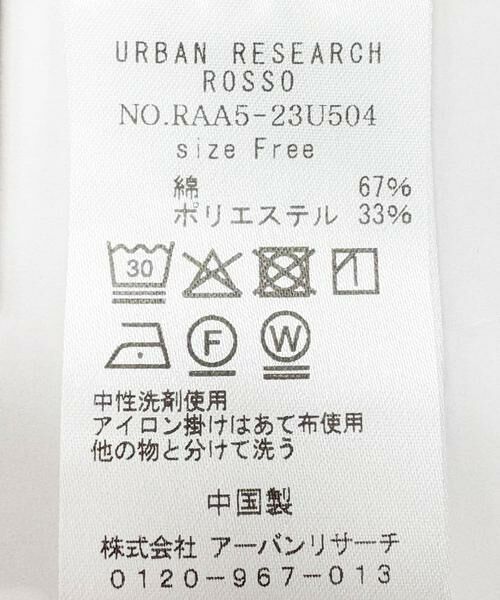 URBAN RESEARCH
ROSSO
NO.RAA5-23U504
size Free
綿 67%
ポリエステル 33%
30
F W
中性洗剤使用
アイロン掛けはあて布使用
他の物と分けて洗う
中国製
株式会社 アーバンリサーチ
0120-967-013